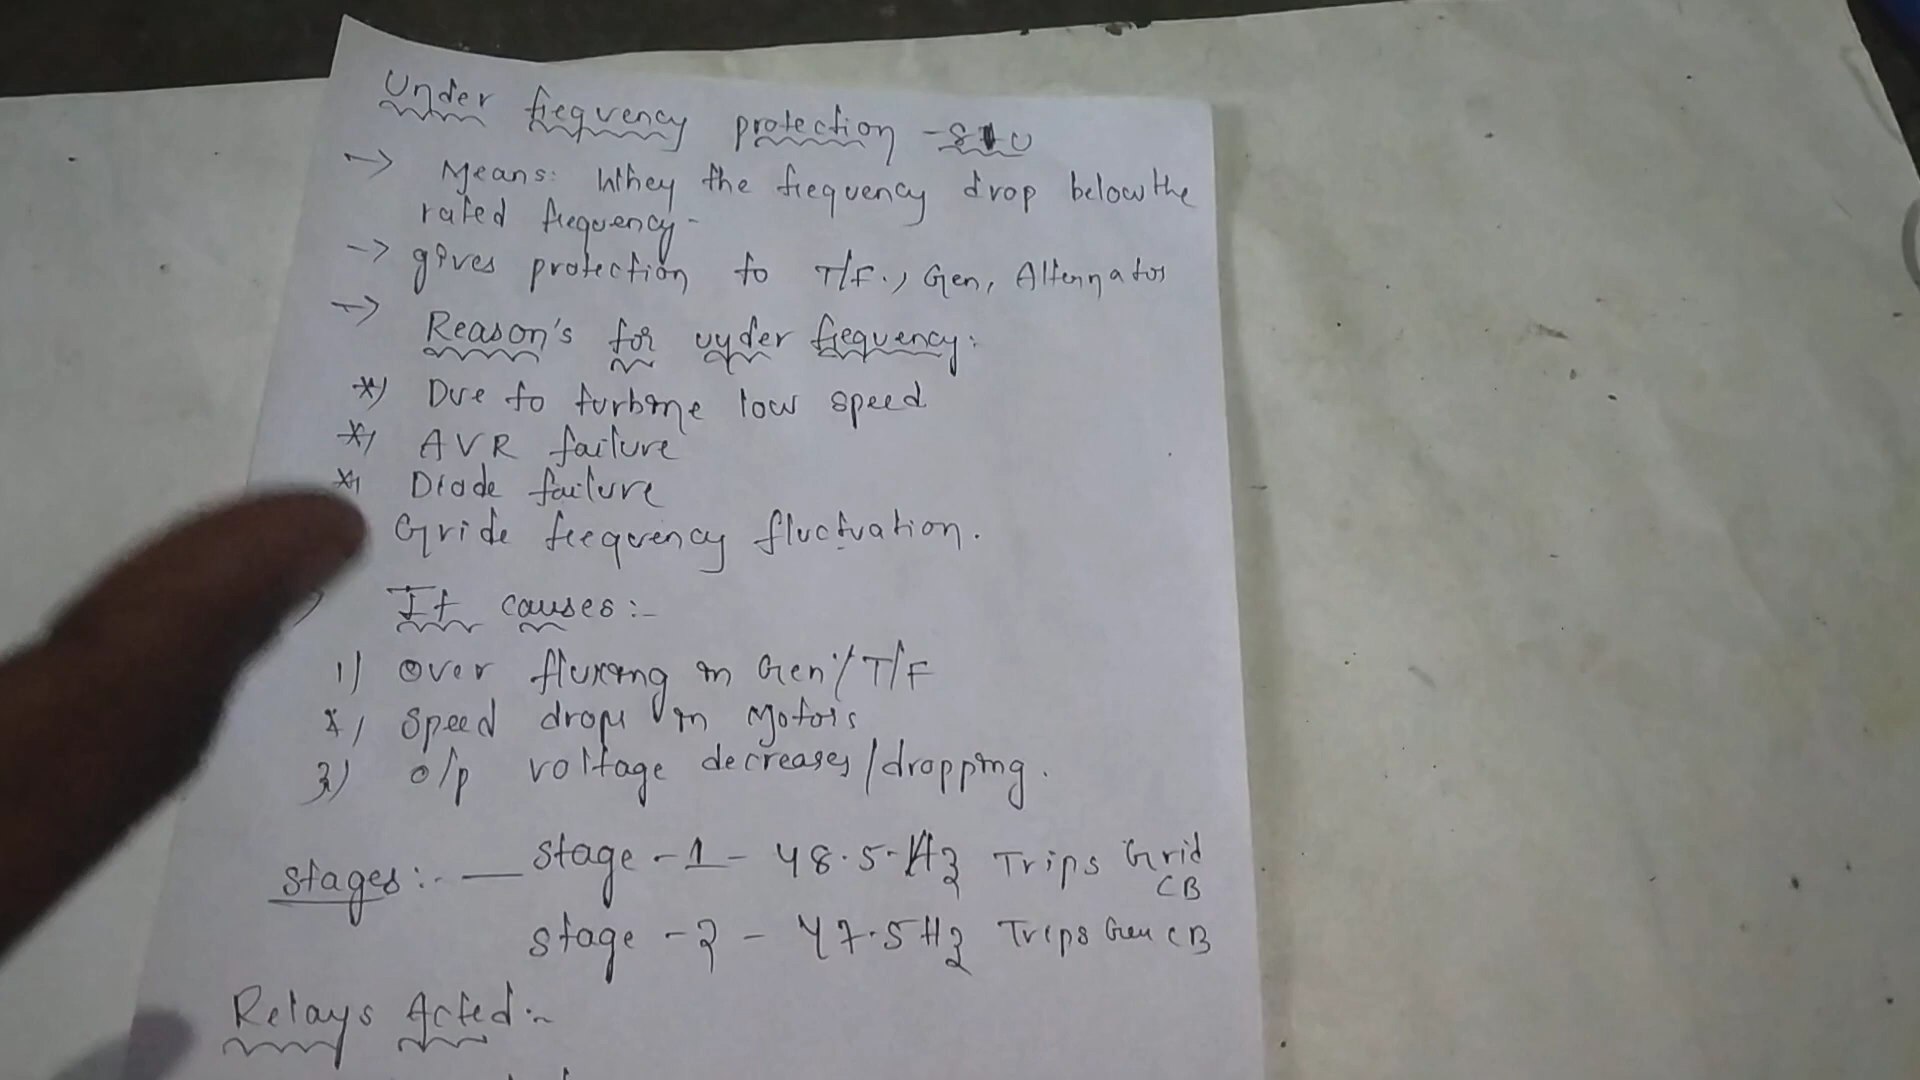 Under frequency protection - 81U
-> Means: When the frequency drop below the
rated frequency -
-> gives protection to T/F., Gen, Alternator
-> Reason's for under frequency:
*) Due to turbine low speed
*) AVR failure
*) Diode failure
Gride frequency fluctuation.
It causes:-
1) Over fluxing in Gen/T/F
*) Speed drops in Motors
3) o/p voltage decreases/dropping.
Stages:- — Stage - 1 - 48.5 Hz Trips Grid
CB
Stage - 2 - 47.5 Hz Trips Gen CB
Relays Acted:-